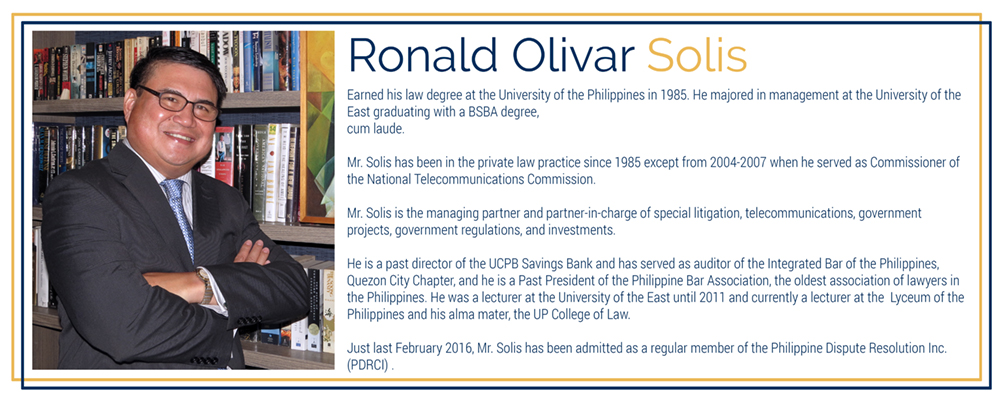 Ronald Olivar Solis
Earned his law degree at the University of the Philippines in 1985. He majored in management at the University of the
East graduating with a BSBA degree,
cum laude.
Mr. Solis has been in the private law practice since 1985 except from 2004-2007 when he served as Commissioner of
the National Telecommunications Commission.
Mr. Solis is the managing partner and partner-in-charge of special litigation, telecommunications, government
projects, government regulations, and investments.
He is a past director of the UCPB Savings Bank and has served as auditor of the Integrated Bar of the Philippines,
Quezon City Chapter, and he is a Past President of the Philippine Bar Association, the oldest association of lawyers in
the Philippines. He was a lecturer at the University of the East until 2011 and currently a lecturer at the Lyceum of the
Philippines and his alma mater, the UP College of Law.
Just last February 2016, Mr. Solis has been admitted as a regular member of the Philippine Dispute Resolution Inc.
(PDRCI) .